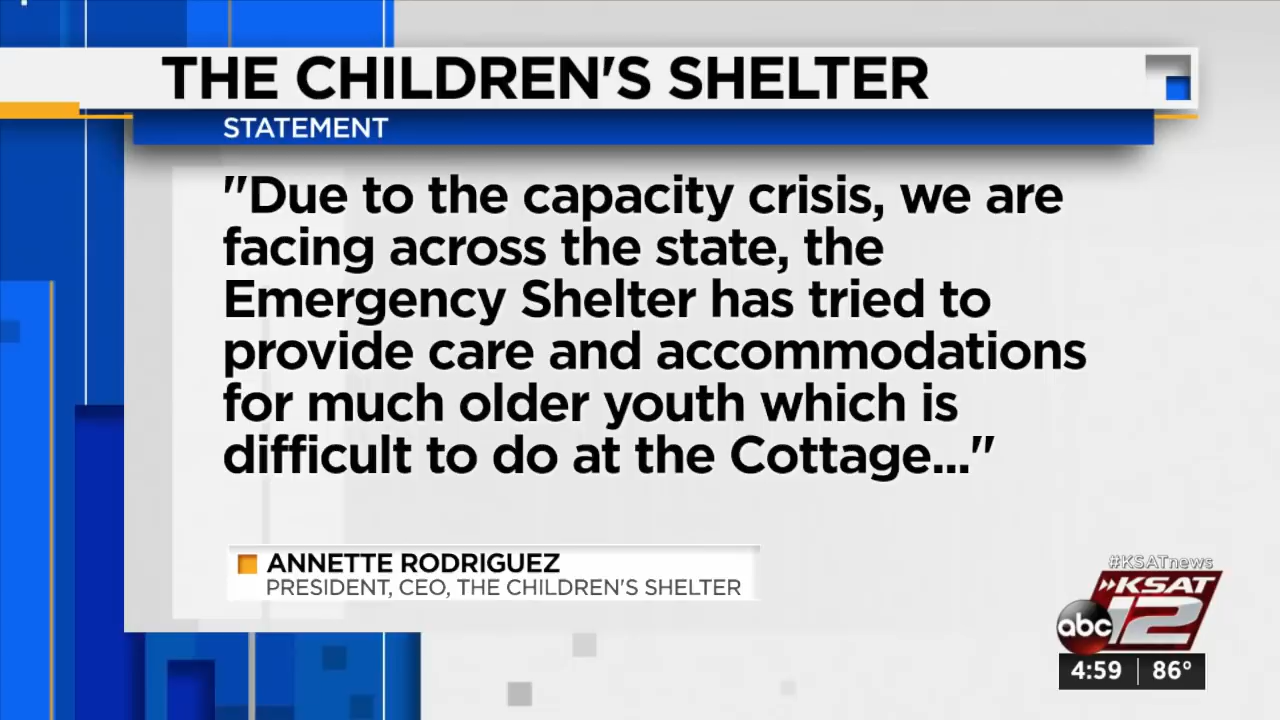 THE CHILDREN'S SHELTER
STATEMENT
"Due to the capacity crisis, we are
facing across the state, the
Emergency Shelter has tried to
provide care and accommodations
for much older youth which is
difficult to do at the Cottage..."
ANNETTE RODRIGUEZ
PRESIDENT, CEO, THE CHILDREN'S SHELTER
#KSATnews
KSAT
abc 12
4:59 86°